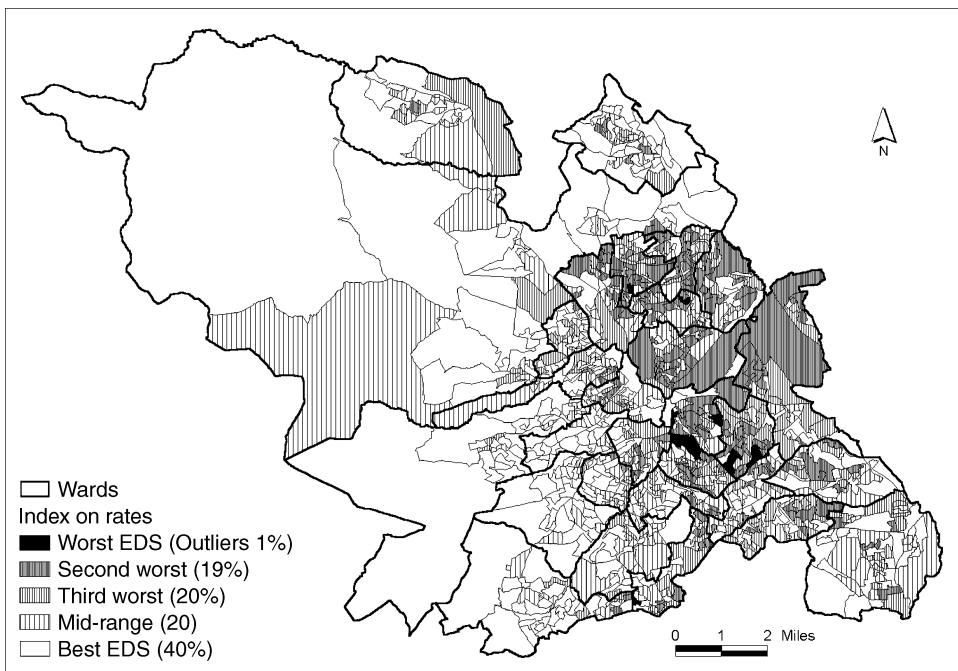 N
Wards
Index on rates
Worst EDS (Outliers 1%)
Second worst (19%)
Third worst (20%)
Mid-range (20)
Best EDS (40%)
0 1 2 Miles